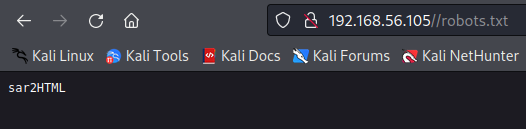 192.168.56.105//robots.txt
Kali Linux Kali Tools Kali Docs Kali Forums Kali NetHunter
sar2HTML